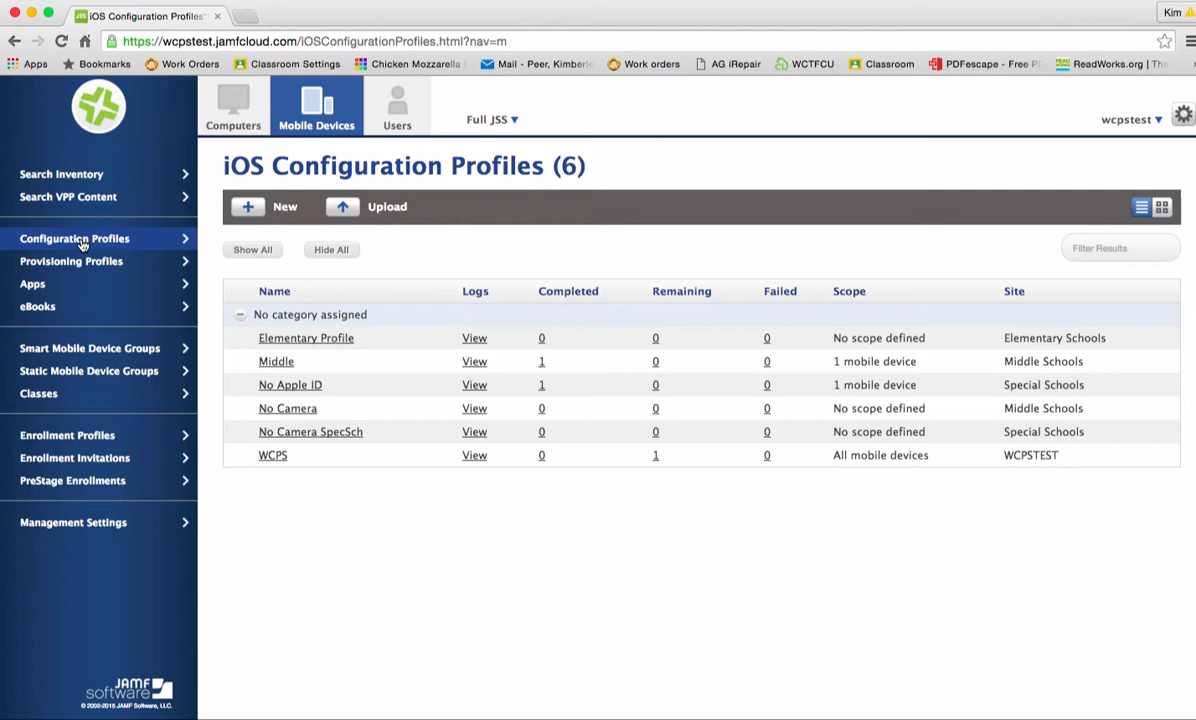 JSS iOS Configuration Profiles
Kim
https://wcpstest.jamfcloud.com/iOSConfigurationProfiles.html?nav=m
Apps Bookmarks Work Orders Classroom Settings Chicken Mozzarella Mail - Peer, Kimberle Work orders AG iRepair WCTFCU Classroom PDFescape - Free PD ReadWorks.org | The
Computers Mobile Devices Users Full JSS ▼ wcpstest ▼
Search Inventory
Search VPP Content
Configuration Profiles
Provisioning Profiles
Apps
eBooks
Smart Mobile Device Groups
Static Mobile Device Groups
Classes
Enrollment Profiles
Enrollment Invitations
PreStage Enrollments
Management Settings
JAMF
software
© 2002-2015 JAMF Software, LLC.
iOS Configuration Profiles (6)
+ New Upload
Show All Hide All Filter Results
Name Logs Completed Remaining Failed Scope Site
No category assigned
Elementary Profile View 0 0 0 No scope defined Elementary Schools
Middle View 1 0 0 1 mobile device Middle Schools
No Apple ID View 1 0 0 1 mobile device Special Schools
No Camera View 0 0 0 No scope defined Middle Schools
No Camera SpecSch View 0 0 0 No scope defined Special Schools
WCPS View 0 1 0 All mobile devices WCPSTEST